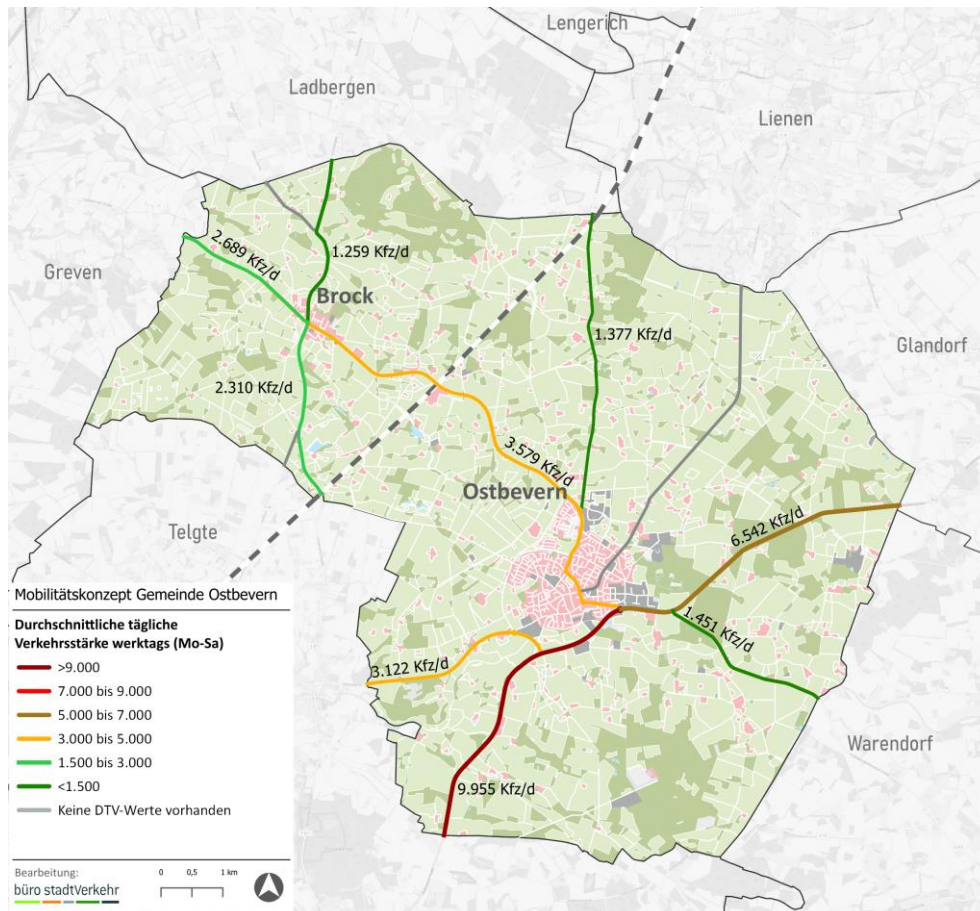 Lengerich
Ladbergen
Lienen
Greven
2.689 Kfz/d
1.259 Kfz/d
Brock
1.377 Kfz/d
Glandorf
2.310 Kfz/d
3.579 Kfz/d
Ostbevern
6.542 Kfz/d
Telgte
1.451 Kfz/d
3.122 Kfz/d
Warendorf
9.955 Kfz/d
Mobilitätskonzept Gemeinde Ostbevern
Durchschnittliche tägliche
Verkehrsstärke werktags (Mo-Sa)
>9.000
7.000 bis 9.000
5.000 bis 7.000
3.000 bis 5.000
1.500 bis 3.000
<1.500
Keine DTV-Werte vorhanden
Bearbeitung:
büro stadtVerkehr
0 0,5 1 km